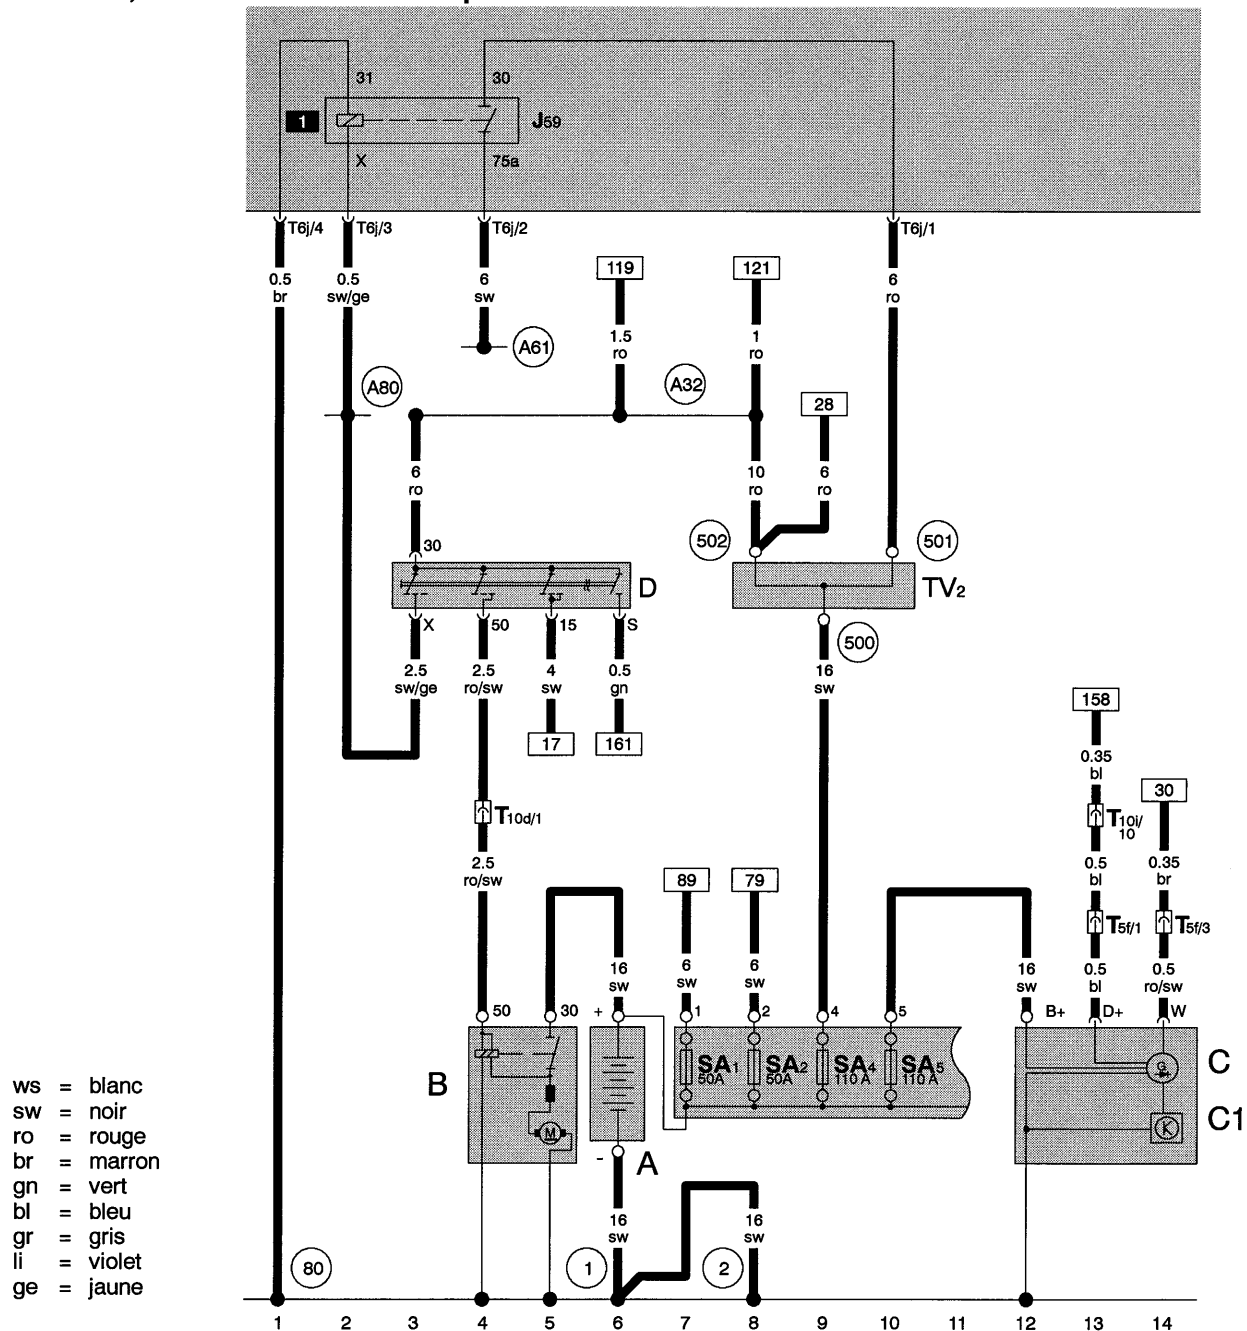 31 30
1 J59
X 75a
T6j/4 T6j/3 T6j/2 T6j/1
119 121
0.5 0.5 6 6
br sw/ge sw ro
A61 1.5 1
ro ro
A80 A32
28
6 10 6
ro ro ro
30 502 501
D TV2
X 50 15 S
500
2.5 2.5 4 0.5 16
sw/ge ro/sw sw gn sw
158
17 161
0.35
bl
30
T10d/1 T10i/
10
2.5 0.5 0.35
ro/sw bl br
89 79
T5f/1 T5f/3
16 6 6 16 0.5 0.5
sw sw sw sw bl ro/sw
50 30 + 1 2 4 5 B+ D+ W
SA1 SA2 SA4 SA5
50A 50A 110 A 110 A
G
C
B
M
K
C1
- A
ws = blanc
sw = noir
ro = rouge
br = marron
gn = vert
bl = bleu
gr = gris
li = violet
ge = jaune
16 16
sw sw
80 1 2
1 2 3 4 5 6 7 8 9 10 11 12 13 14